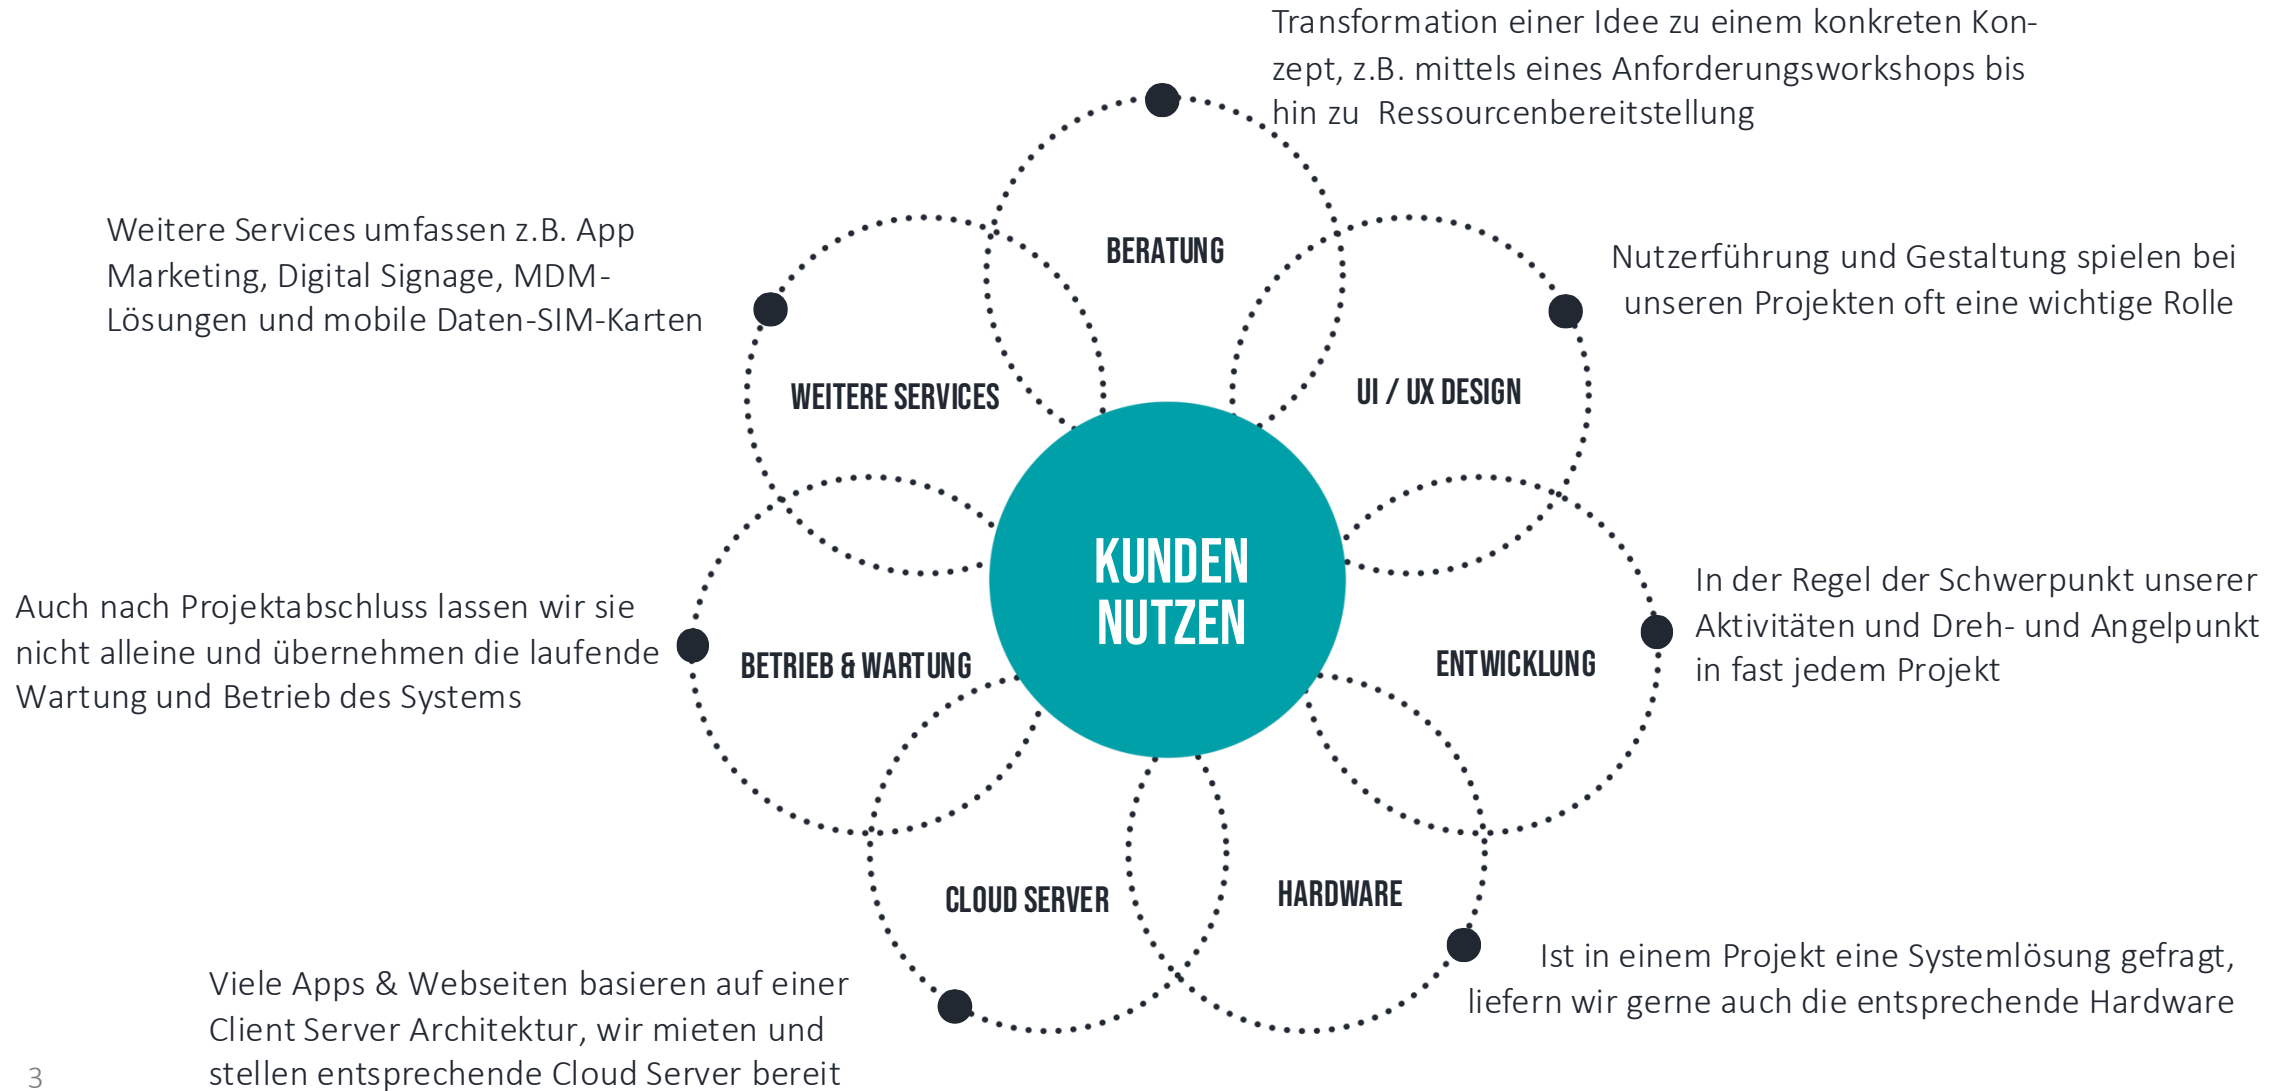 Transformation einer Idee zu einem konkreten Kon-
zept, z.B. mittels eines Anforderungsworkshops bis
hin zu  Ressourcenbereitstellung
BERATUNG
Weitere Services umfassen z.B. App
Marketing, Digital Signage, MDM-
Lösungen und mobile Daten-SIM-Karten
WEITERE SERVICES
Nutzerführung und Gestaltung spielen bei
unseren Projekten oft eine wichtige Rolle
UI / UX DESIGN
KUNDEN
NUTZEN
Auch nach Projektabschluss lassen wir sie
nicht alleine und übernehmen die laufende
Wartung und Betrieb des Systems
BETRIEB & WARTUNG
ENTWICKLUNG
In der Regel der Schwerpunkt unserer
Aktivitäten und Dreh- und Angelpunkt
in fast jedem Projekt
CLOUD SERVER
HARDWARE
Viele Apps & Webseiten basieren auf einer
Client Server Architektur, wir mieten und
stellen entsprechende Cloud Server bereit
Ist in einem Projekt eine Systemlösung gefragt,
liefern wir gerne auch die entsprechende Hardware
3